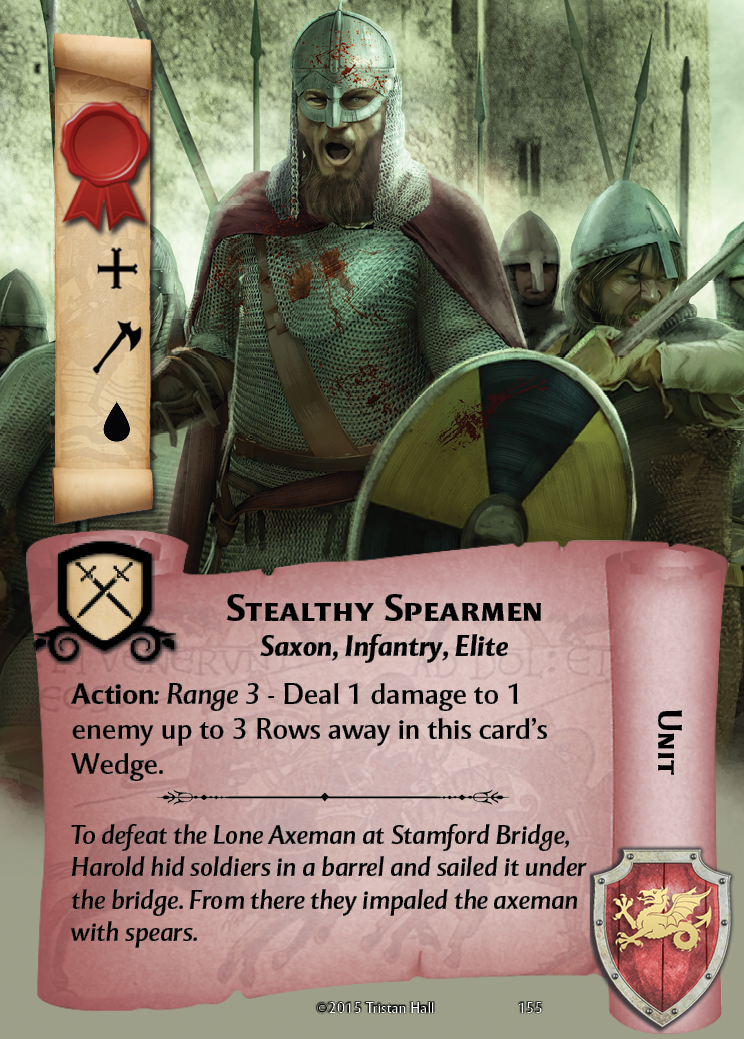 Stealthy Spearmen
Saxon, Infantry, Elite
Action: Range 3 - Deal 1 damage to 1
enemy up to 3 Rows away in this card's
Wedge.
To defeat the Lone Axeman at Stamford Bridge,
Harold hid soldiers in a barrel and sailed it under
the bridge. From there they impaled the axeman
with spears.
Unit
©2015 Tristan Hall
155